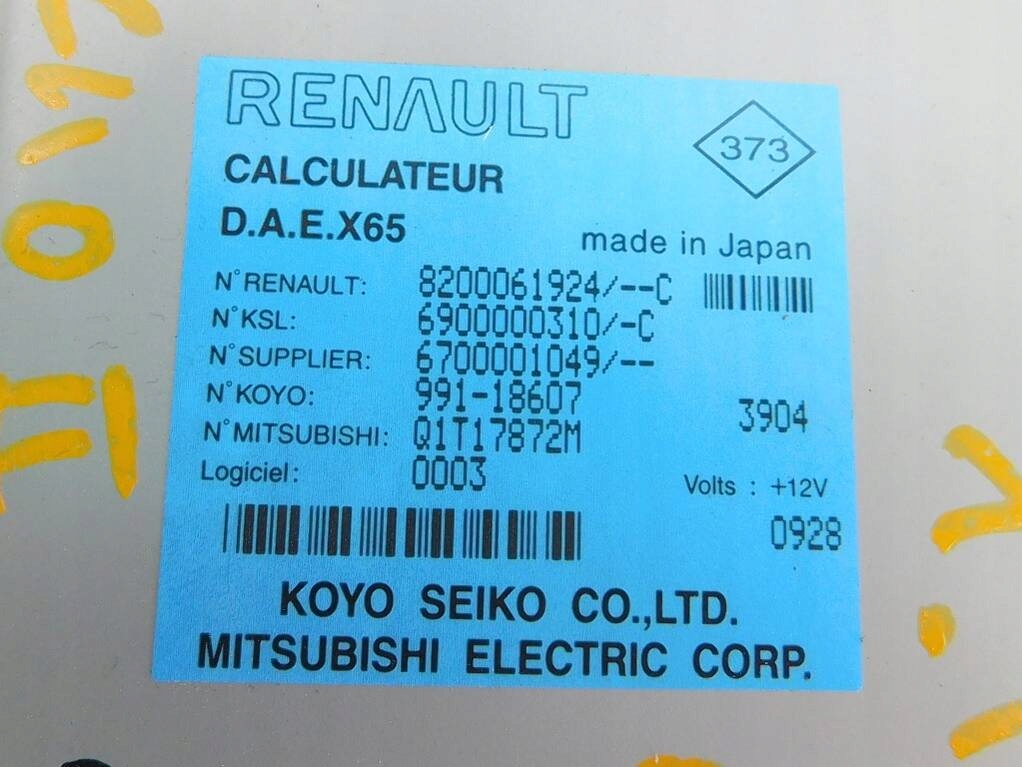 RENAULT
373
CALCULATEUR
D.A.E.X65
made in Japan
N° RENAULT: 8200061924/--C
N°KSL: 6900000310/-C
N°SUPPLIER: 6700001049/--
N°KOYO: 991-18607
3904
N°MITSUBISHI: Q1T17872M
Logiciel: 0003
Volts : +12V
0928
KOYO SEIKO CO.,LTD.
MITSUBISHI ELECTRIC CORP.